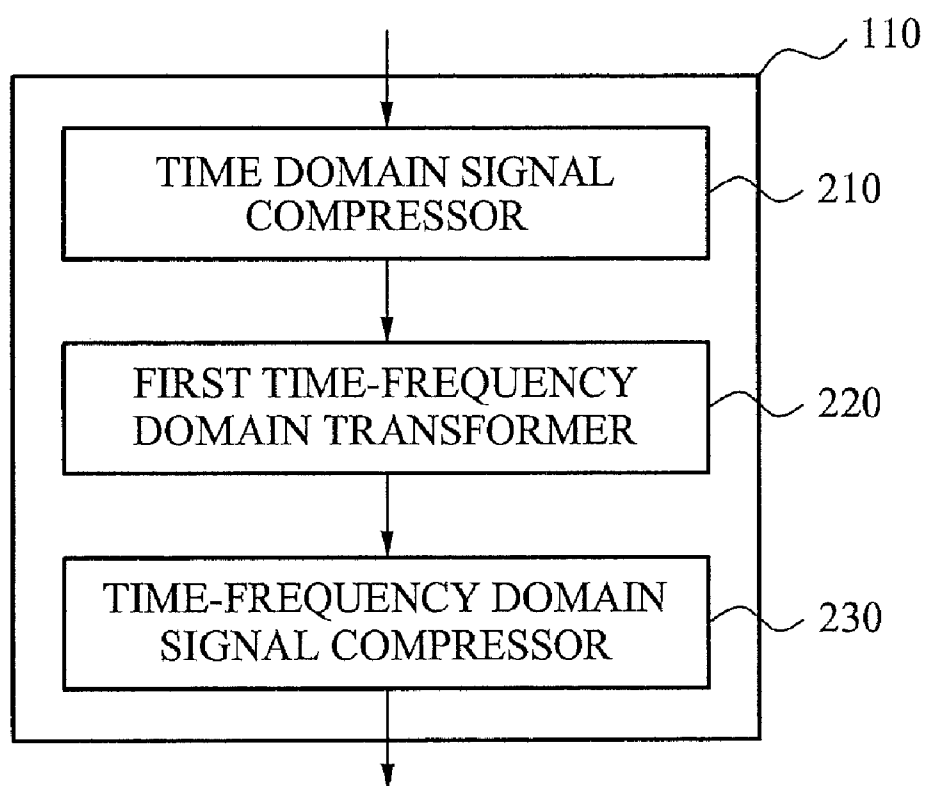 110
TIME DOMAIN SIGNAL
COMPRESSOR
210
FIRST TIME-FREQUENCY
DOMAIN TRANSFORMER
220
TIME-FREQUENCY DOMAIN
SIGNAL COMPRESSOR
230